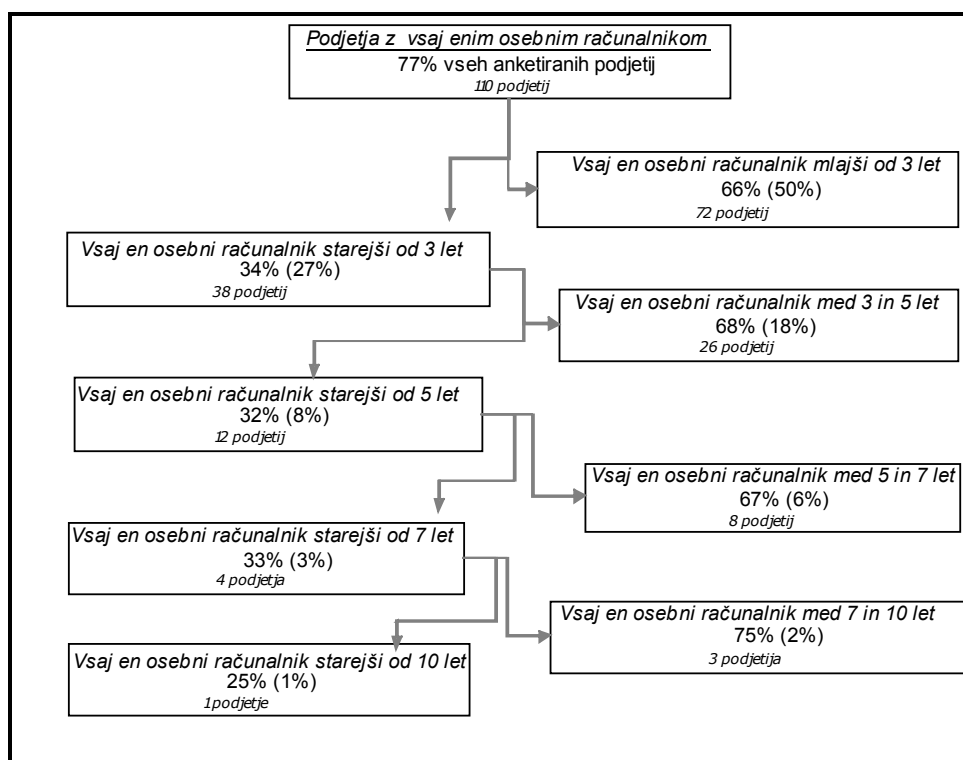 Podjetja z vsaj enim osebnim računalnikom
77% vseh anketiranih podjetij
110 podjetij
Vsaj en osebni računalnik mlajši od 3 let
66% (50%)
72 podjetij
Vsaj en osebni računalnik starejši od 3 let
34% (27%)
38 podjetij
Vsaj en osebni računalnik med 3 in 5 let
68% (18%)
26 podjetij
Vsaj en osebni računalnik starejši od 5 let
32% (8%)
12 podjetij
Vsaj en osebni računalnik med 5 in 7 let
67% (6%)
8 podjetij
Vsaj en osebni računalnik starejši od 7 let
33% (3%)
4 podjetja
Vsaj en osebni računalnik med 7 in 10 let
75% (2%)
3 podjetija
Vsaj en osebni računalnik starejši od 10 let
25% (1%)
1 podjetje